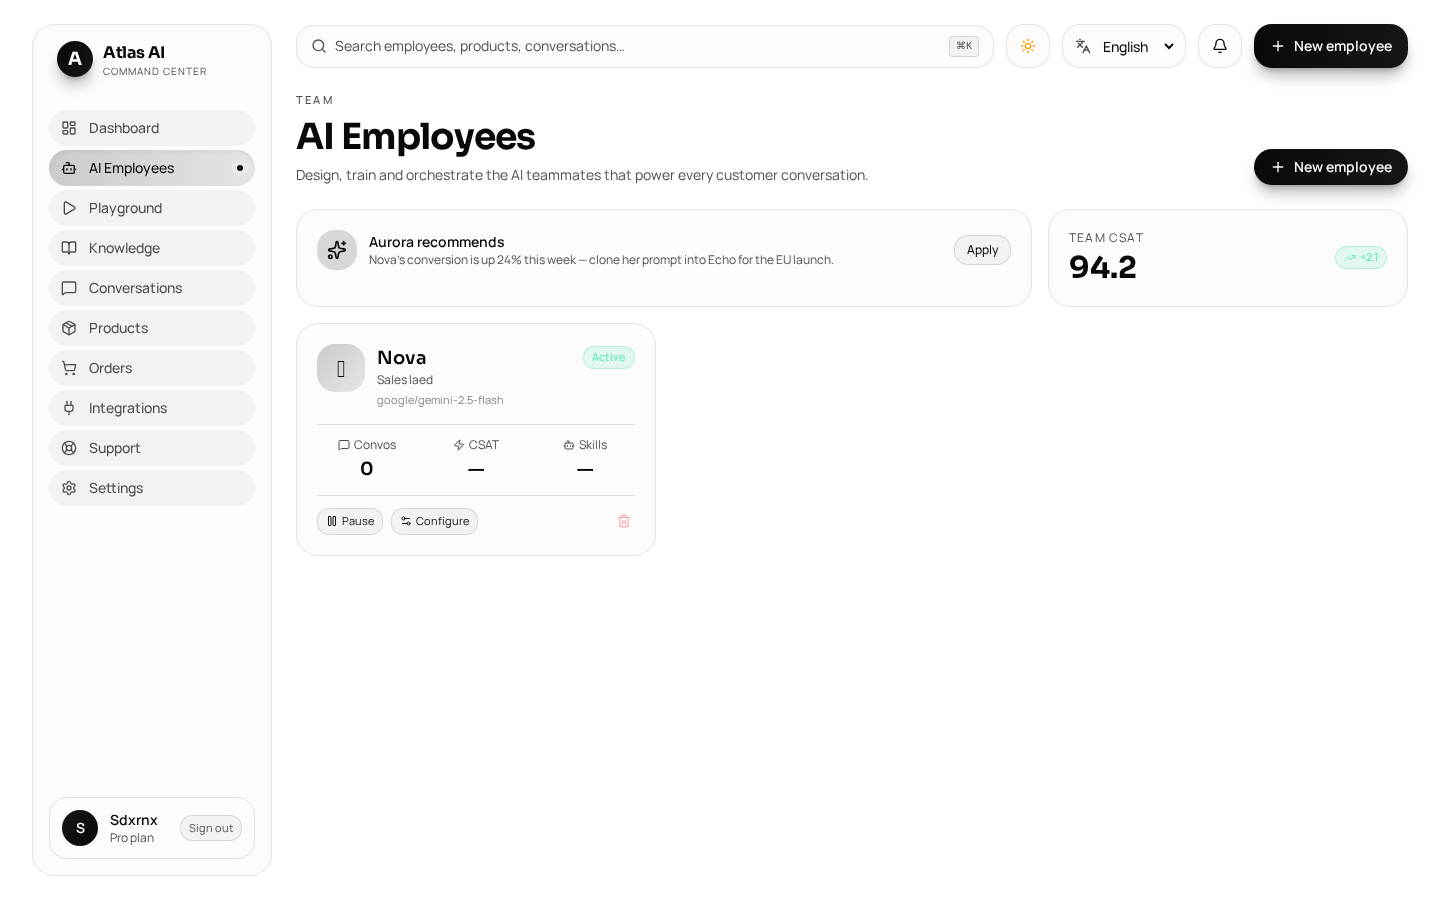 A
Atlas AI
COMMAND CENTER
Dashboard
AI Employees
Playground
Knowledge
Conversations
Products
Orders
Integrations
Support
Settings
S
Sdxrnx
Pro plan
Sign out
Search employees, products, conversations...
⌘K
English
New employee
TEAM
AI Employees
Design, train and orchestrate the AI teammates that power every customer conversation.
New employee
Aurora recommends
Nova's conversion is up 24% this week — clone her prompt into Echo for the EU launch.
Apply
TEAM CSAT
94.2
+2.1
Nova
Sales laed
google/gemini-2.5-flash
Active
Convos
0
CSAT
—
Skills
—
Pause
Configure